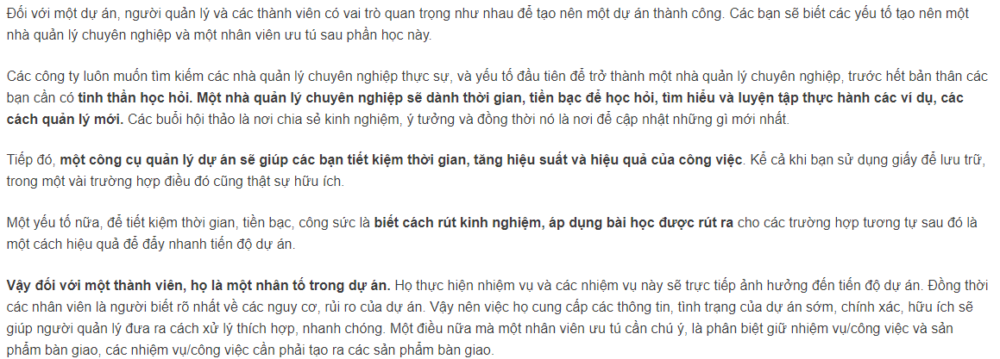 Đối với một dự án, người quản lý và các thành viên có vai trò quan trọng như nhau để tạo nên một dự án thành công. Các bạn sẽ biết các yếu tố tạo nên một
nhà quản lý chuyên nghiệp và một nhân viên ưu tú sau phần học này.
Các công ty luôn muốn tìm kiếm các nhà quản lý chuyên nghiệp thực sự, và yếu tố đầu tiên để trở thành một nhà quản lý chuyên nghiệp, trước hết bản thân các
bạn cần có tinh thần học hỏi. Một nhà quản lý chuyên nghiệp sẽ dành thời gian, tiền bạc để học hỏi, tìm hiểu và luyện tập thực hành các ví dụ, các
cách quản lý mới. Các buổi hội thảo là nơi chia sẻ kinh nghiệm, ý tưởng và đồng thời nó là nơi để cập nhật những gì mới nhất.
Tiếp đó, một công cụ quản lý dự án sẽ giúp các bạn tiết kiệm thời gian, tăng hiệu suất và hiệu quả của công việc. Kể cả khi bạn sử dụng giấy để lưu trữ,
trong một vài trường hợp điều đó cũng thật sự hữu ích.
Một yếu tố nữa, để tiết kiệm thời gian, tiền bạc, công sức là biết cách rút kinh nghiệm, áp dụng bài học được rút ra cho các trường hợp tương tự sau đó là
một cách hiệu quả để đẩy nhanh tiến độ dự án.
Vậy đối với một thành viên, họ là một nhân tố trong dự án. Họ thực hiện nhiệm vụ và các nhiệm vụ này sẽ trực tiếp ảnh hưởng đến tiến độ dự án. Đồng thời
các nhân viên là người biết rõ nhất về các nguy cơ, rủi ro của dự án. Vậy nên việc họ cung cấp các thông tin, tình trạng của dự án sớm, chính xác, hữu ích sẽ
giúp người quản lý đưa ra cách xử lý thích hợp, nhanh chóng. Một điều nữa mà một nhân viên ưu tú cần chú ý, là phân biệt giữ nhiệm vụ/công việc và sản
phẩm bàn giao, các nhiệm vụ/công việc cần phải tạo ra các sản phẩm bàn giao.